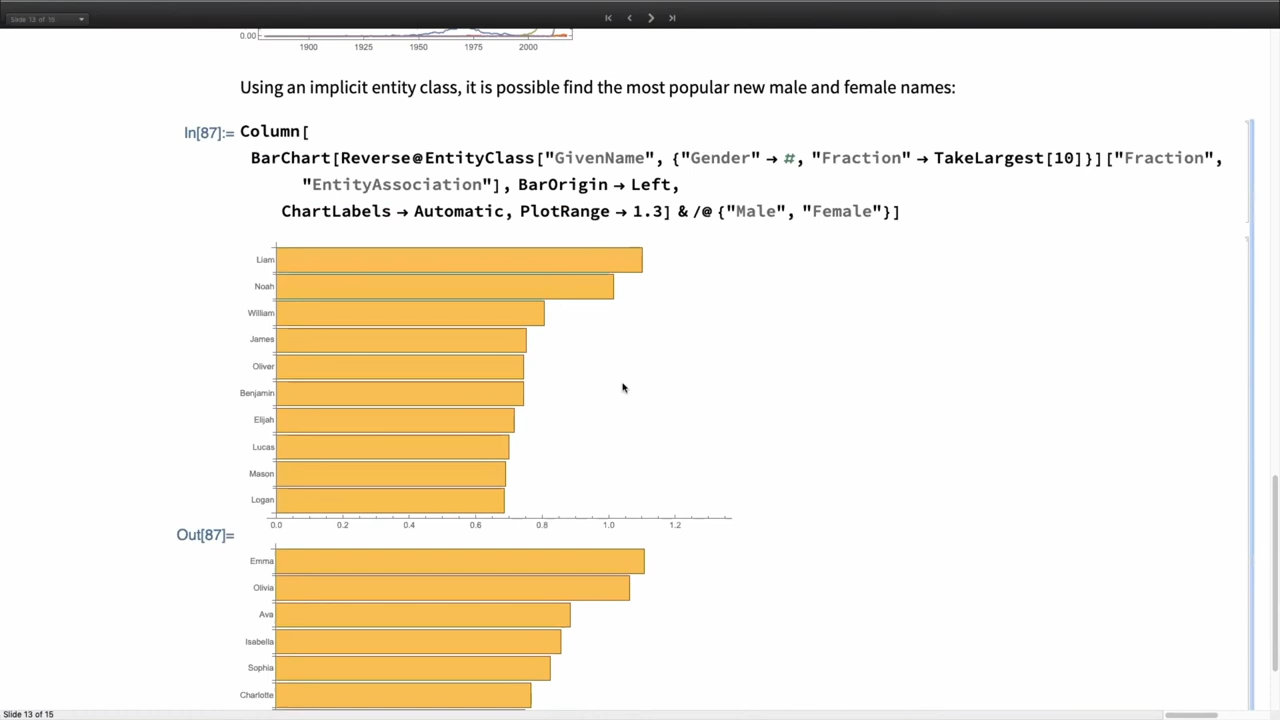 Slide 13 of 15
0.00
1900 1925 1950 1975 2000
Using an implicit entity class, it is possible find the most popular new male and female names:
In[87]:= Column[
BarChart[Reverse@EntityClass["GivenName", {"Gender" → #, "Fraction" → TakeLargest[10]}]["Fraction",
"EntityAssociation"], BarOrigin → Left,
ChartLabels → Automatic, PlotRange → 1.3] & /@ {"Male", "Female"}]
Liam
Noah
William
James
Oliver
Benjamin
Elijah
Lucas
Mason
Logan
0.0 0.2 0.4 0.6 0.8 1.0 1.2
Out[87]=
Emma
Olivia
Ava
Isabella
Sophia
Charlotte
Slide 13 of 15